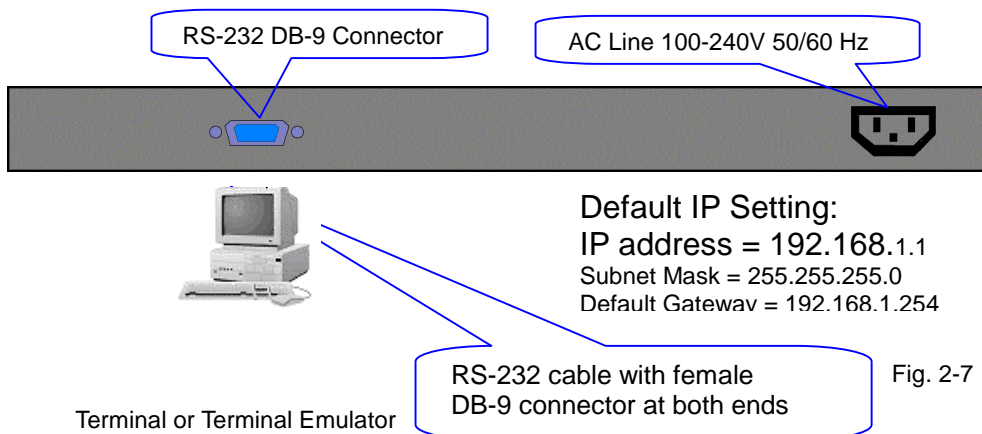 RS-232 DB-9 Connector
AC Line 100-240V 50/60 Hz
Default IP Setting:
IP address = 192.168.1.1
Subnet Mask = 255.255.255.0
Default Gateway = 192.168.1.254
RS-232 cable with female
DB-9 connector at both ends
Fig. 2-7
Terminal or Terminal Emulator